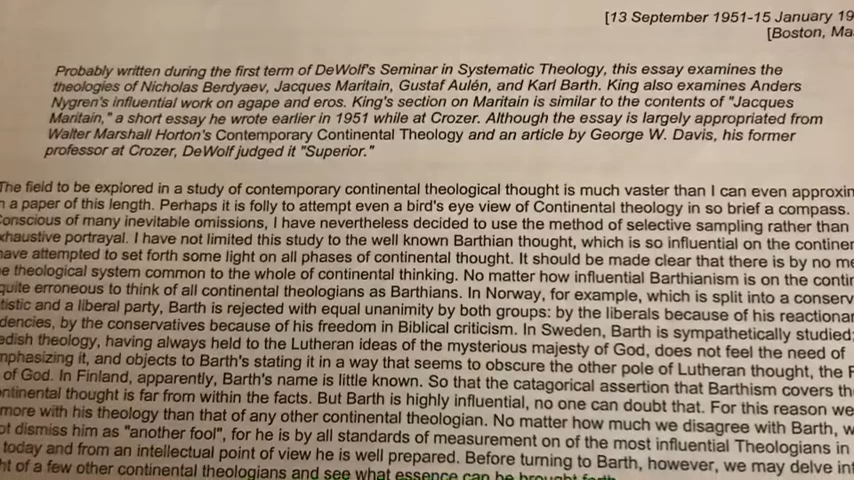 [13 September 1951-15 January 19
[Boston, Ma
Probably written during the first term of DeWolf's Seminar in Systematic Theology, this essay examines the
theologies of Nicholas Berdyaev, Jacques Maritain, Gustaf Aulén, and Karl Barth. King also examines Anders
Nygren's influential work on agape and eros. King's section on Maritain is similar to the contents of "Jacques
Maritain," a short essay he wrote earlier in 1951 while at Crozer. Although the essay is largely appropriated from
Walter Marshall Horton's Contemporary Continental Theology and an article by George W. Davis, his former
professor at Crozer, DeWolf judged it "Superior."
The field to be explored in a study of contemporary continental theological thought is much vaster than I can even approxim
n a paper of this length. Perhaps it is folly to attempt even a bird's eye view of Continental theology in so brief a compass.
Conscious of many inevitable omissions, I have nevertheless decided to use the method of selective sampling rather than
xhaustive portrayal. I have not limited this study to the well known Barthian thought, which is so influential on the continen
have attempted to set forth some light on all phases of continental thought. It should be made clear that there is by no me
e theological system common to the whole of continental thinking. No matter how influential Barthianism is on the contin
quite erroneous to think of all continental theologians as Barthians. In Norway, for example, which is split into a conserv
tistic and a liberal party, Barth is rejected with equal unanimity by both groups: by the liberals because of his reactionar
dencies, by the conservatives because of his freedom in Biblical criticism. In Sweden, Barth is sympathetically studied;
edish theology, having always held to the Lutheran ideas of the mysterious majesty of God, does not feel the need of
mphasizing it, and objects to Barth's stating it in a way that seems to obscure the other pole of Lutheran thought, the F
of God. In Finland, apparently, Barth's name is little known. So that the catagorical assertion that Barthism covers th
ontinental thought is far from within the facts. But Barth is highly influential, no one can doubt that. For this reason we
more with his theology than that of any other continental theologian. No matter how much we disagree with Barth, w
ot dismiss him as "another fool", for he is by all standards of measurement on of the most influential Theologians in
today and from an intellectual point of view he is well prepared. Before turning to Barth, however, we may delve int
ht of a few other continental theologians and see what essence can be brought forth